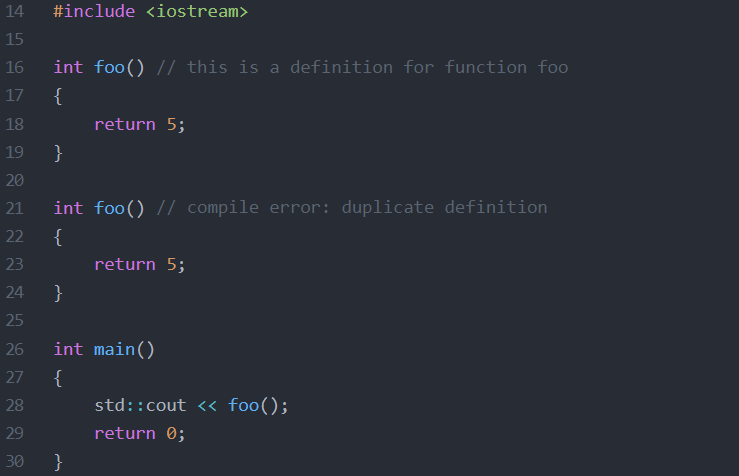 14 #include <iostream>
15
16 int foo() // this is a definition for function foo
17 {
18     return 5;
19 }
20
21 int foo() // compile error: duplicate definition
22 {
23     return 5;
24 }
25
26 int main()
27 {
28     std::cout << foo();
29     return 0;
30 }